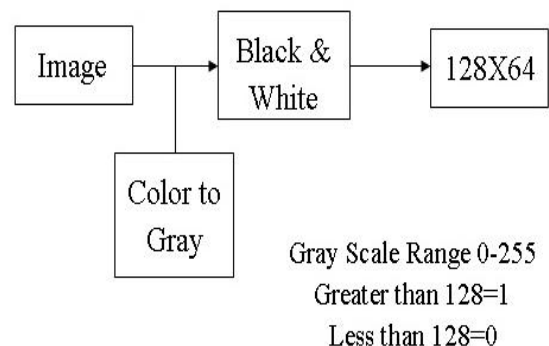 Image
Black &
White
128X64
Color to
Gray
Gray Scale Range 0-255
Greater than 128=1
Less than 128=0